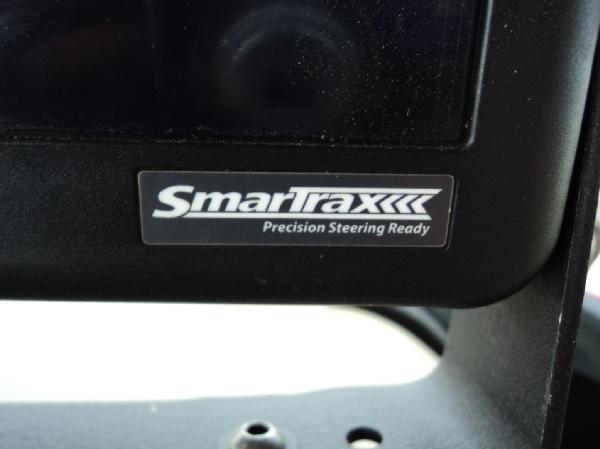 SmarTrax
Precision Steering Ready